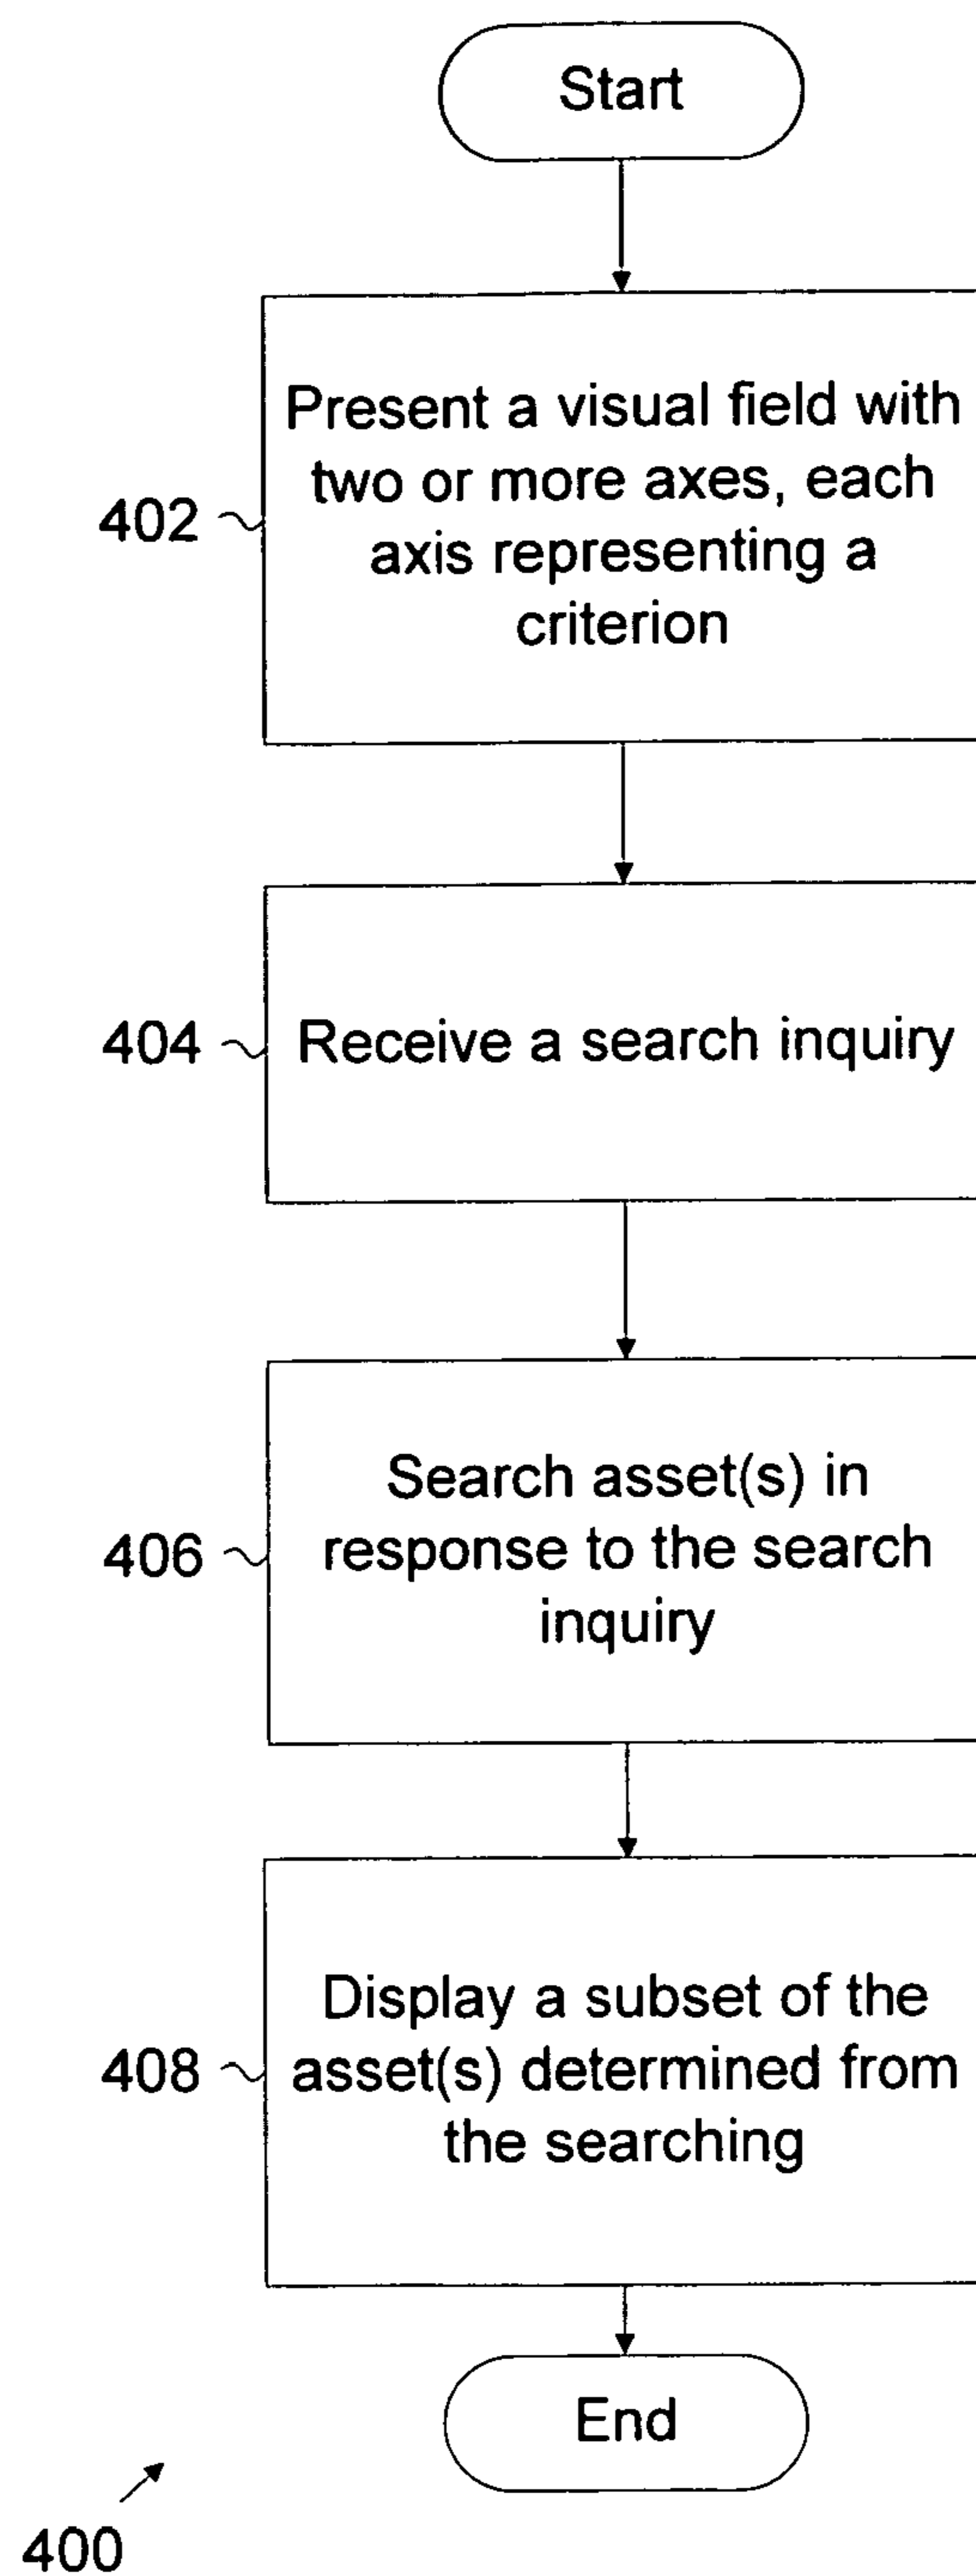 Start
Present a visual field with
two or more axes, each
axis representing a
criterion
402
Receive a search inquiry
404
Search asset(s) in
response to the search
inquiry
406
Display a subset of the
asset(s) determined from
the searching
408
End
400